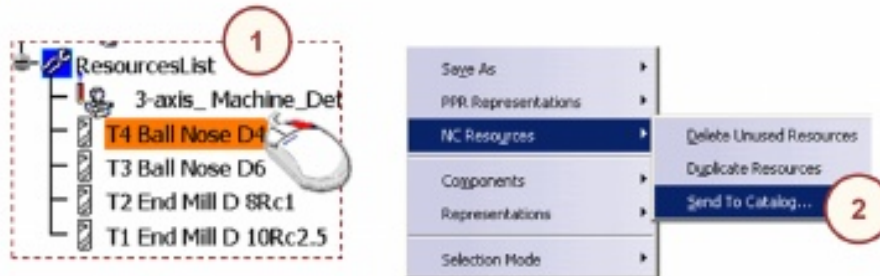 1
ResourcesList
3-axis_ Machine_Det
T4 Ball Nose D4
T3 Ball Nose D6
T2 End Mill D 8Rc1
T1 End Mill D 10Rc2.5
Save As
PPR Representations
NC Resources
Components
Representations
Selection Mode
Delete Unused Resources
Duplicate Resources
Send To Catalog...
2